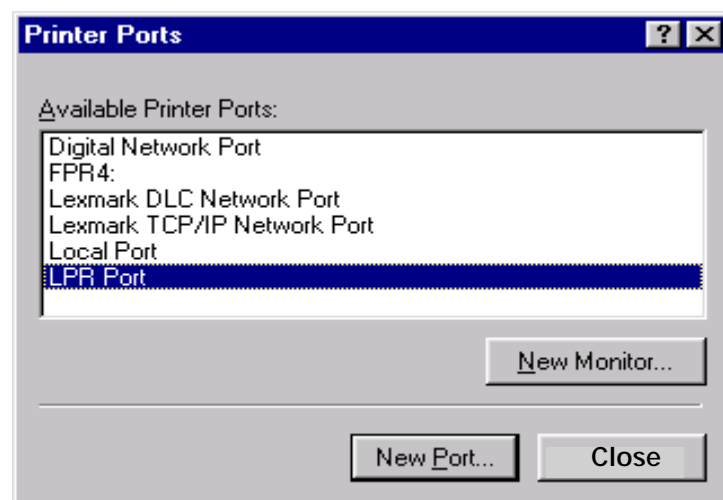 Printer Ports
Available Printer Ports:
Digital Network Port
FPR4:
Lexmark DLC Network Port
Lexmark TCP/IP Network Port
Local Port
LPR Port
New Monitor...
New Port... Close